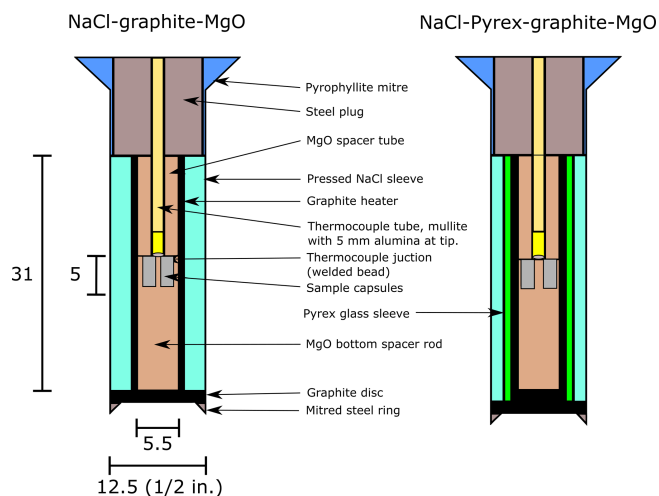 NaCl-graphite-MgO
NaCl-Pyrex-graphite-MgO
Pyrophyllite mitre
Steel plug
MgO spacer tube
Pressed NaCl sleeve
Graphite heater
Thermocouple tube, mullite
with 5 mm alumina at tip.
Thermocouple juction
(welded bead)
Sample capsules
Pyrex glass sleeve
MgO bottom spacer rod
Graphite disc
Mitred steel ring
31
5
5.5
12.5 (1/2 in.)